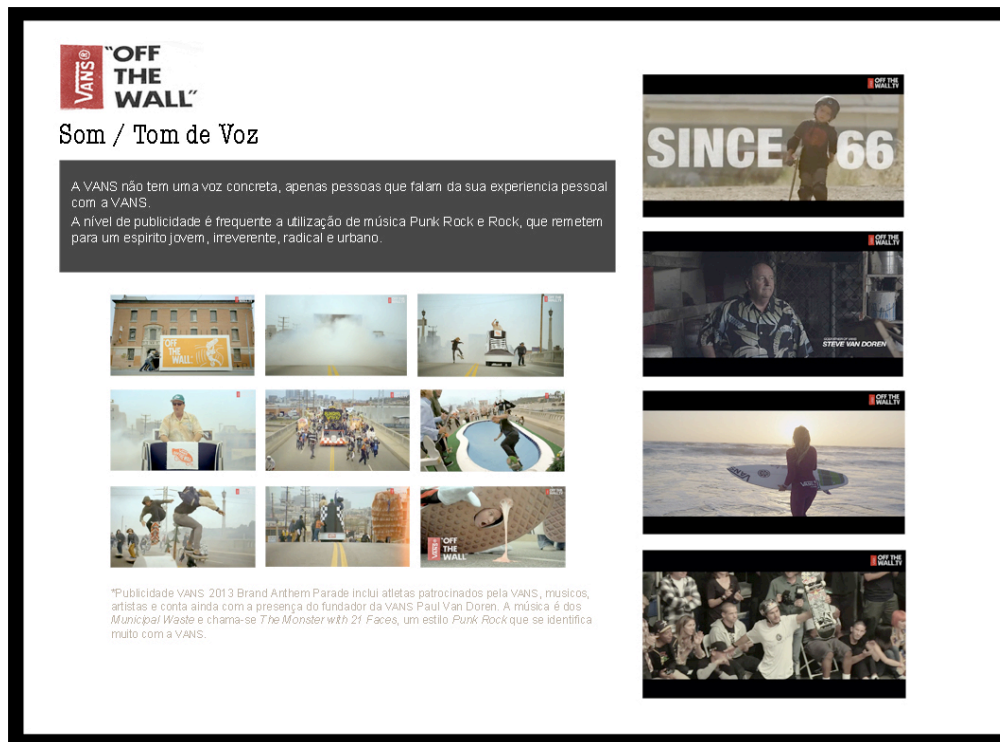 VANS®
"OFF
THE
WALL"
Som / Tom de Voz
A VANS não tem uma voz concreta, apenas pessoas que falam da sua experiencia pessoal
com a VANS.
A nível de publicidade é frequente a utilização de música Punk Rock e Rock, que remetem
para um espirito jovem, irreverente, radical e urbano.
OFF
THE
WALL
VANS
"OFF
THE
WALL"
*Publicidade VANS 2013 Brand Anthem Parade inclui atletas patrocinados pela VANS, musicos,
artistas e conta ainda com a presença do fundador da VANS Paul Van Doren. A música é dos
Municipal Waste e chama-se The Monster with 21 Faces, um estilo Punk Rock que se identifica
muito com a VANS.
OFF THE
WALL.TV
SINCE 66
OFF THE
WALL.TV
STEVE VAN DOREN
OFF THE
WALL.TV
VANS
OFF THE
WALL.TV